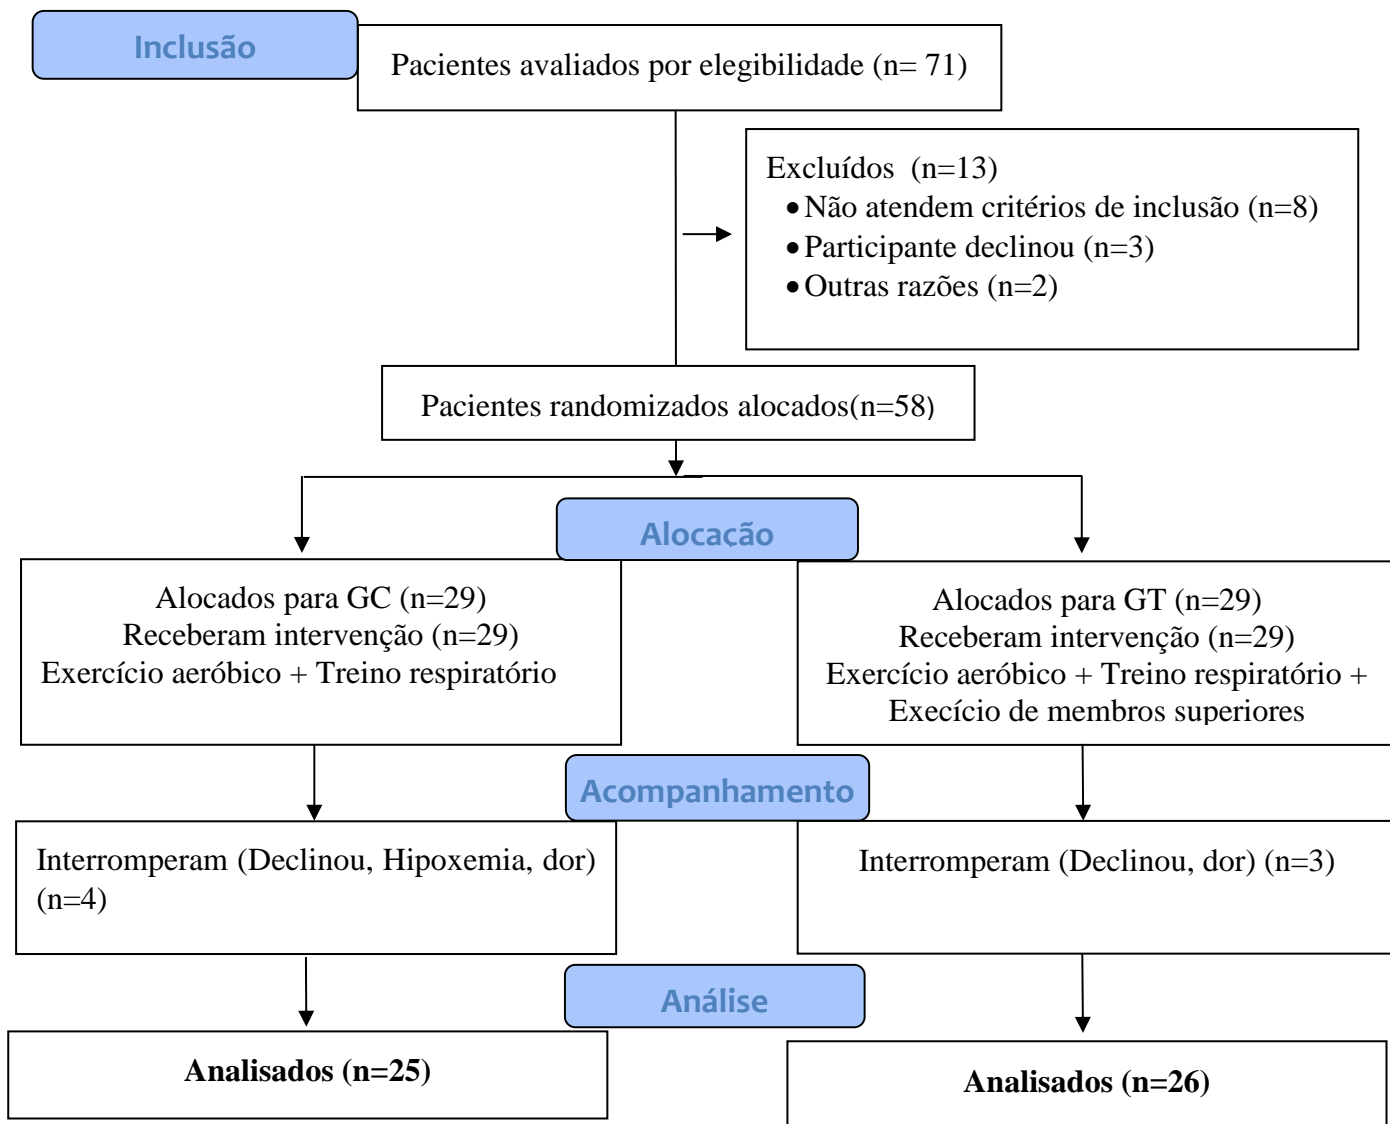 Inclusão
Pacientes avaliados por elegibilidade (n= 71)
Excluídos  (n=13)
• Não atendem critérios de inclusão (n=8)
• Participante declinou (n=3)
• Outras razões (n=2)
Pacientes randomizados alocados(n=58)
Alocação
Alocados para GC (n=29)
Receberam intervenção (n=29)
Exercício aeróbico + Treino respiratório
Alocados para GT (n=29)
Receberam intervenção (n=29)
Exercício aeróbico + Treino respiratório +
Execício de membros superiores
Acompanhamento
Interromperam (Declinou, Hipoxemia, dor)
(n=4)
Interromperam (Declinou, dor) (n=3)
Análise
Analisados (n=25)
Analisados (n=26)